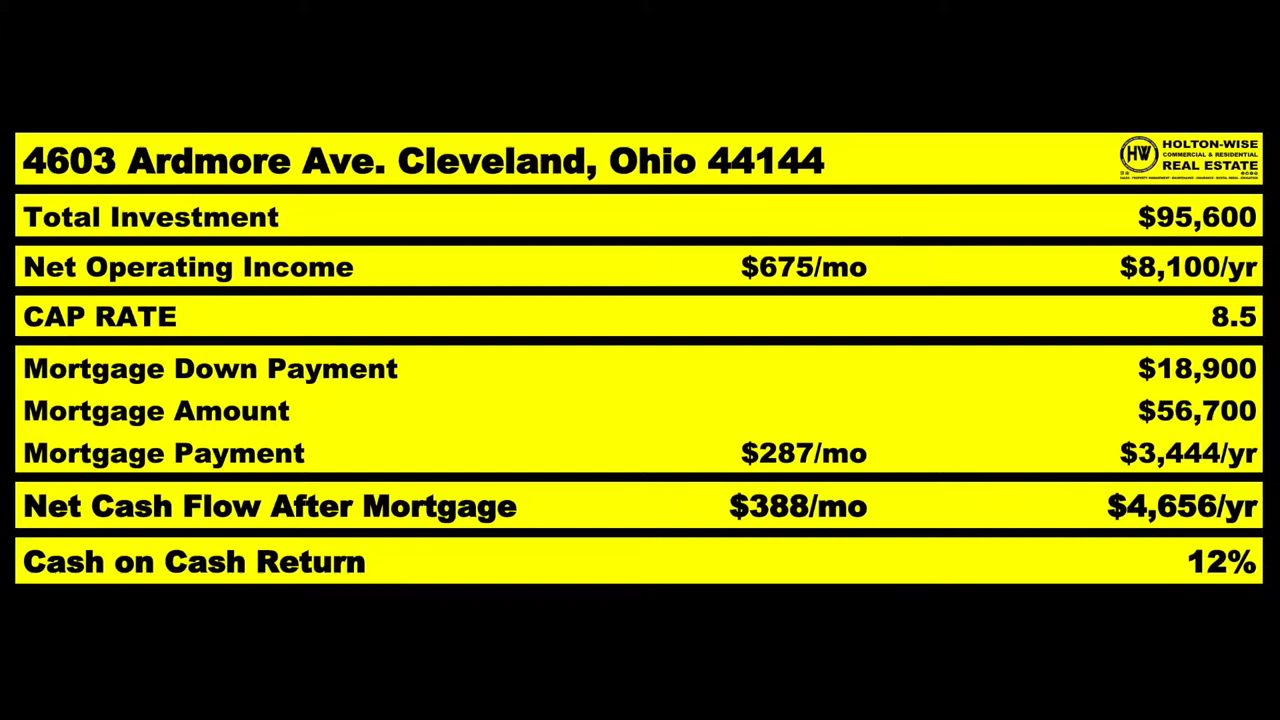 4603 Ardmore Ave. Cleveland, Ohio 44144
HW
HOLTON-WISE
COMMERCIAL & RESIDENTIAL
REAL ESTATE
Total Investment $95,600
Net Operating Income $675/mo $8,100/yr
CAP RATE 8.5
Mortgage Down Payment $18,900
Mortgage Amount $56,700
Mortgage Payment $287/mo $3,444/yr
Net Cash Flow After Mortgage $388/mo $4,656/yr
Cash on Cash Return 12%